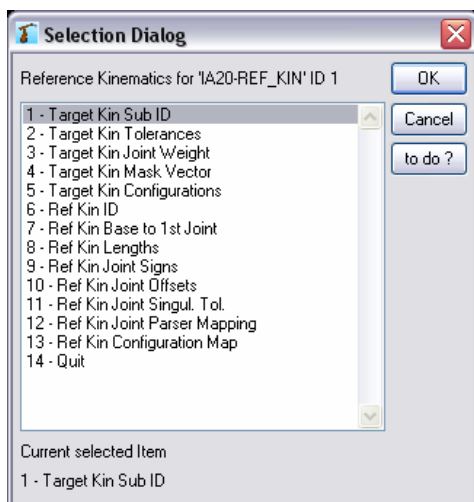 Selection Dialog
Reference Kinematics for 'IA20-REF_KIN' ID 1
OK
Cancel
to do ?
1 - Target Kin Sub ID
2 - Target Kin Tolerances
3 - Target Kin Joint Weight
4 - Target Kin Mask Vector
5 - Target Kin Configurations
6 - Ref Kin ID
7 - Ref Kin Base to 1st Joint
8 - Ref Kin Lengths
9 - Ref Kin Joint Signs
10 - Ref Kin Joint Offsets
11 - Ref Kin Joint Singul. Tol.
12 - Ref Kin Joint Parser Mapping
13 - Ref Kin Configuration Map
14 - Quit
Current selected Item
1 - Target Kin Sub ID